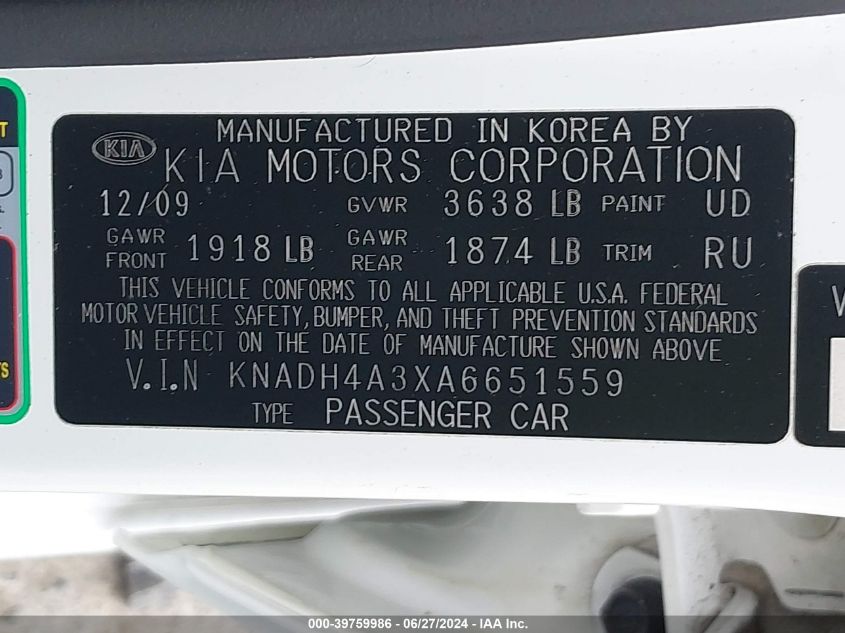 MANUFACTURED IN KOREA BY
KIA KIA MOTORS CORPORATION
12/09 GVWR 3638 LB PAINT UD
GAWR FRONT 1918 LB GAWR REAR 1874 LB TRIM RU
THIS VEHICLE CONFORMS TO ALL APPLICABLE U.S.A. FEDERAL
MOTOR VEHICLE SAFETY, BUMPER, AND THEFT PREVENTION STANDARDS
IN EFFECT ON THE DATE OF MANUFACTURE SHOWN ABOVE
V.I.N KNADH4A3XA6651559
TYPE PASSENGER CAR
000-39759986 - 06/27/2024 - IAA Inc.